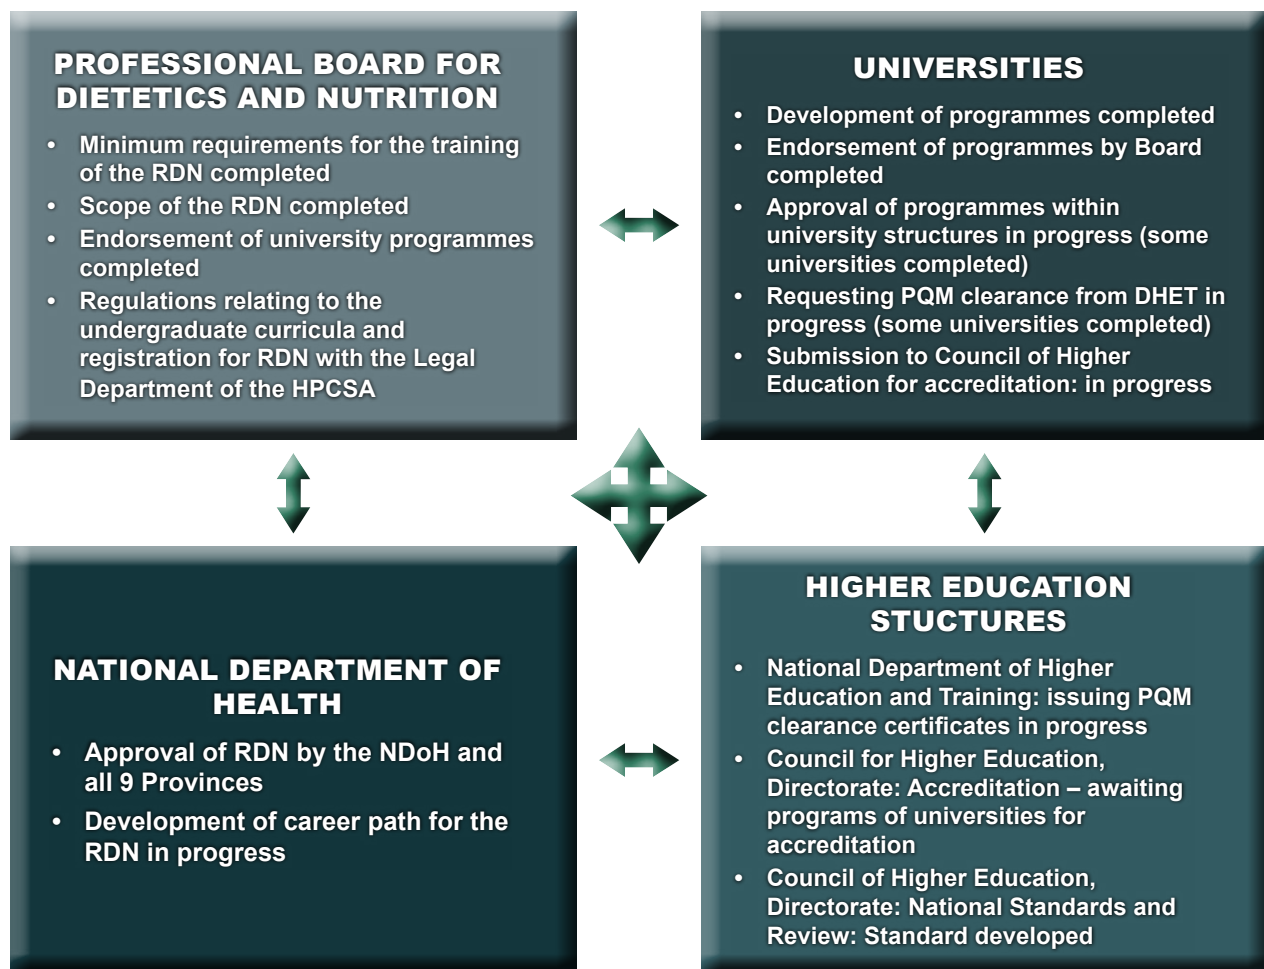 PROFESSIONAL BOARD FOR
DIETETICS AND NUTRITION
• Minimum requirements for the training
of the RDN completed
• Scope of the RDN completed
• Endorsement of university programmes
completed
• Regulations relating to the
undergraduate curricula and
registration for RDN with the Legal
Department of the HPCSA
UNIVERSITIES
• Development of programmes completed
• Endorsement of programmes by Board
completed
• Approval of programmes within
university structures in progress (some
universities completed)
• Requesting PQM clearance from DHET in
progress (some universities completed)
• Submission to Council of Higher
Education for accreditation: in progress
NATIONAL DEPARTMENT OF
HEALTH
• Approval of RDN by the NDoH and
all 9 Provinces
• Development of career path for the
RDN in progress
HIGHER EDUCATION
STUCTURES
• National Department of Higher
Education and Training: issuing PQM
clearance certificates in progress
• Council for Higher Education,
Directorate: Accreditation – awaiting
programs of universities for
accreditation
• Council of Higher Education,
Directorate: National Standards and
Review: Standard developed